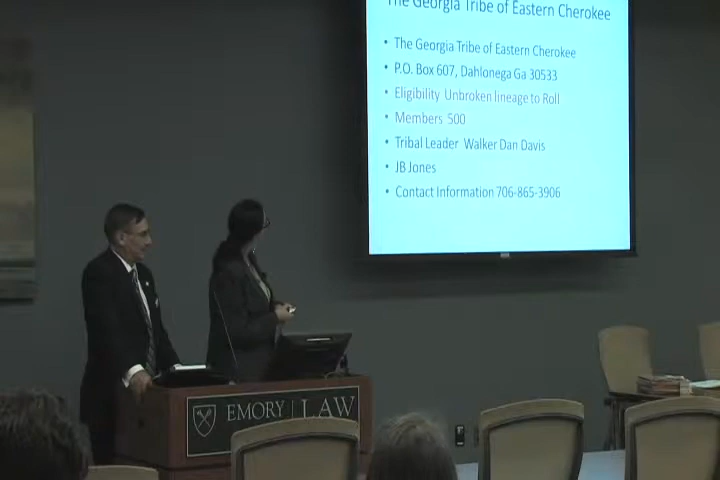 The Georgia Tribe of Eastern Cherokee
• The Georgia Tribe of Eastern Cherokee
• P.O. Box 607, Dahlonega Ga 30533
• Eligibility Unbroken lineage to Roll
• Members 500
• Tribal Leader Walker Dan Davis
• JB Jones
• Contact Information 706-865-3906
EMORY | LAW